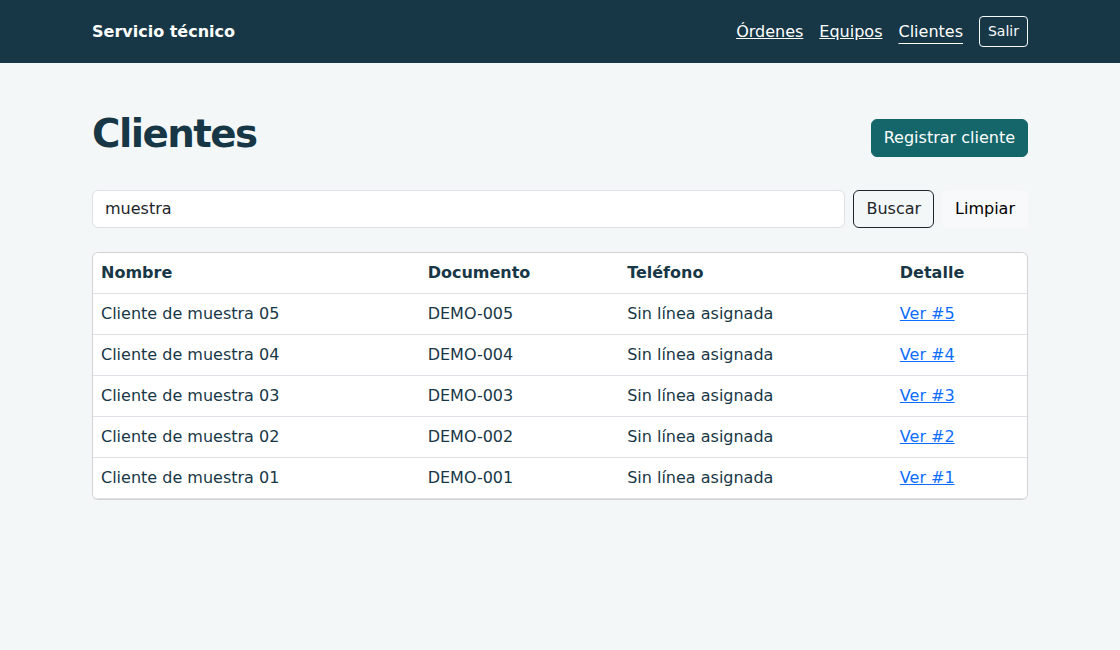 Servicio técnico Órdenes Equipos Clientes Salir
Clientes Registrar cliente
muestra Buscar Limpiar
Nombre Documento Teléfono Detalle
Cliente de muestra 05 DEMO-005 Sin línea asignada Ver #5
Cliente de muestra 04 DEMO-004 Sin línea asignada Ver #4
Cliente de muestra 03 DEMO-003 Sin línea asignada Ver #3
Cliente de muestra 02 DEMO-002 Sin línea asignada Ver #2
Cliente de muestra 01 DEMO-001 Sin línea asignada Ver #1